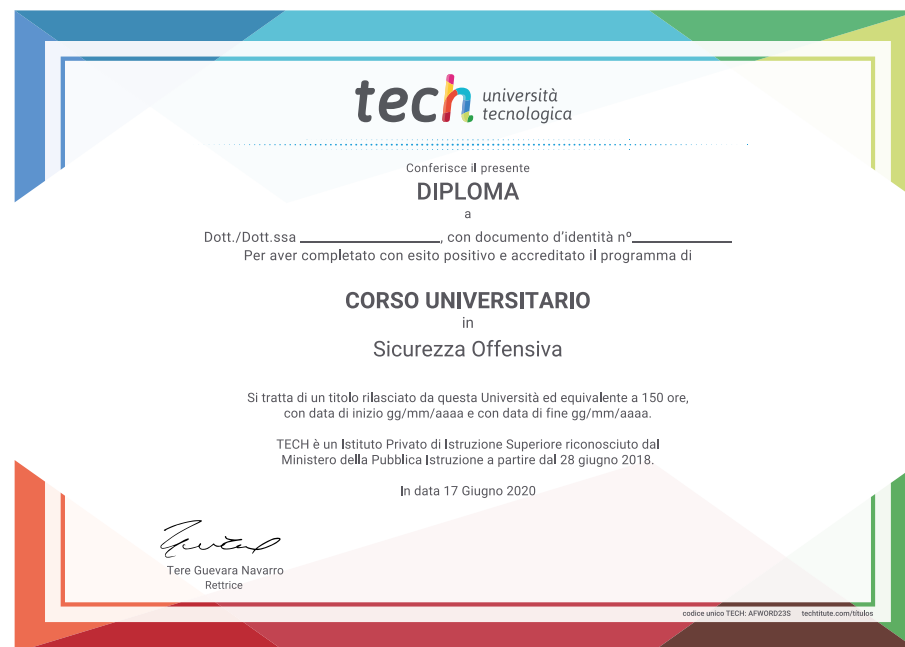 tech università
tecnologica
Conferisce il presente
DIPLOMA
a
Dott./Dott.ssa ____________________, con documento d'identità nº______________
Per aver completato con esito positivo e accreditato il programma di
CORSO UNIVERSITARIO
in
Sicurezza Offensiva
Si tratta di un titolo rilasciato da questa Università ed equivalente a 150 ore,
con data di inizio gg/mm/aaaa e con data di fine gg/mm/aaaa.
TECH è un Istituto Privato di Istruzione Superiore riconosciuto dal
Ministero della Pubblica Istruzione a partire dal 28 giugno 2018.
In data 17 Giugno 2020
Tere Guevara Navarro
Rettrice
codice unico TECH: AFWORD23S techtitute.com/titulos